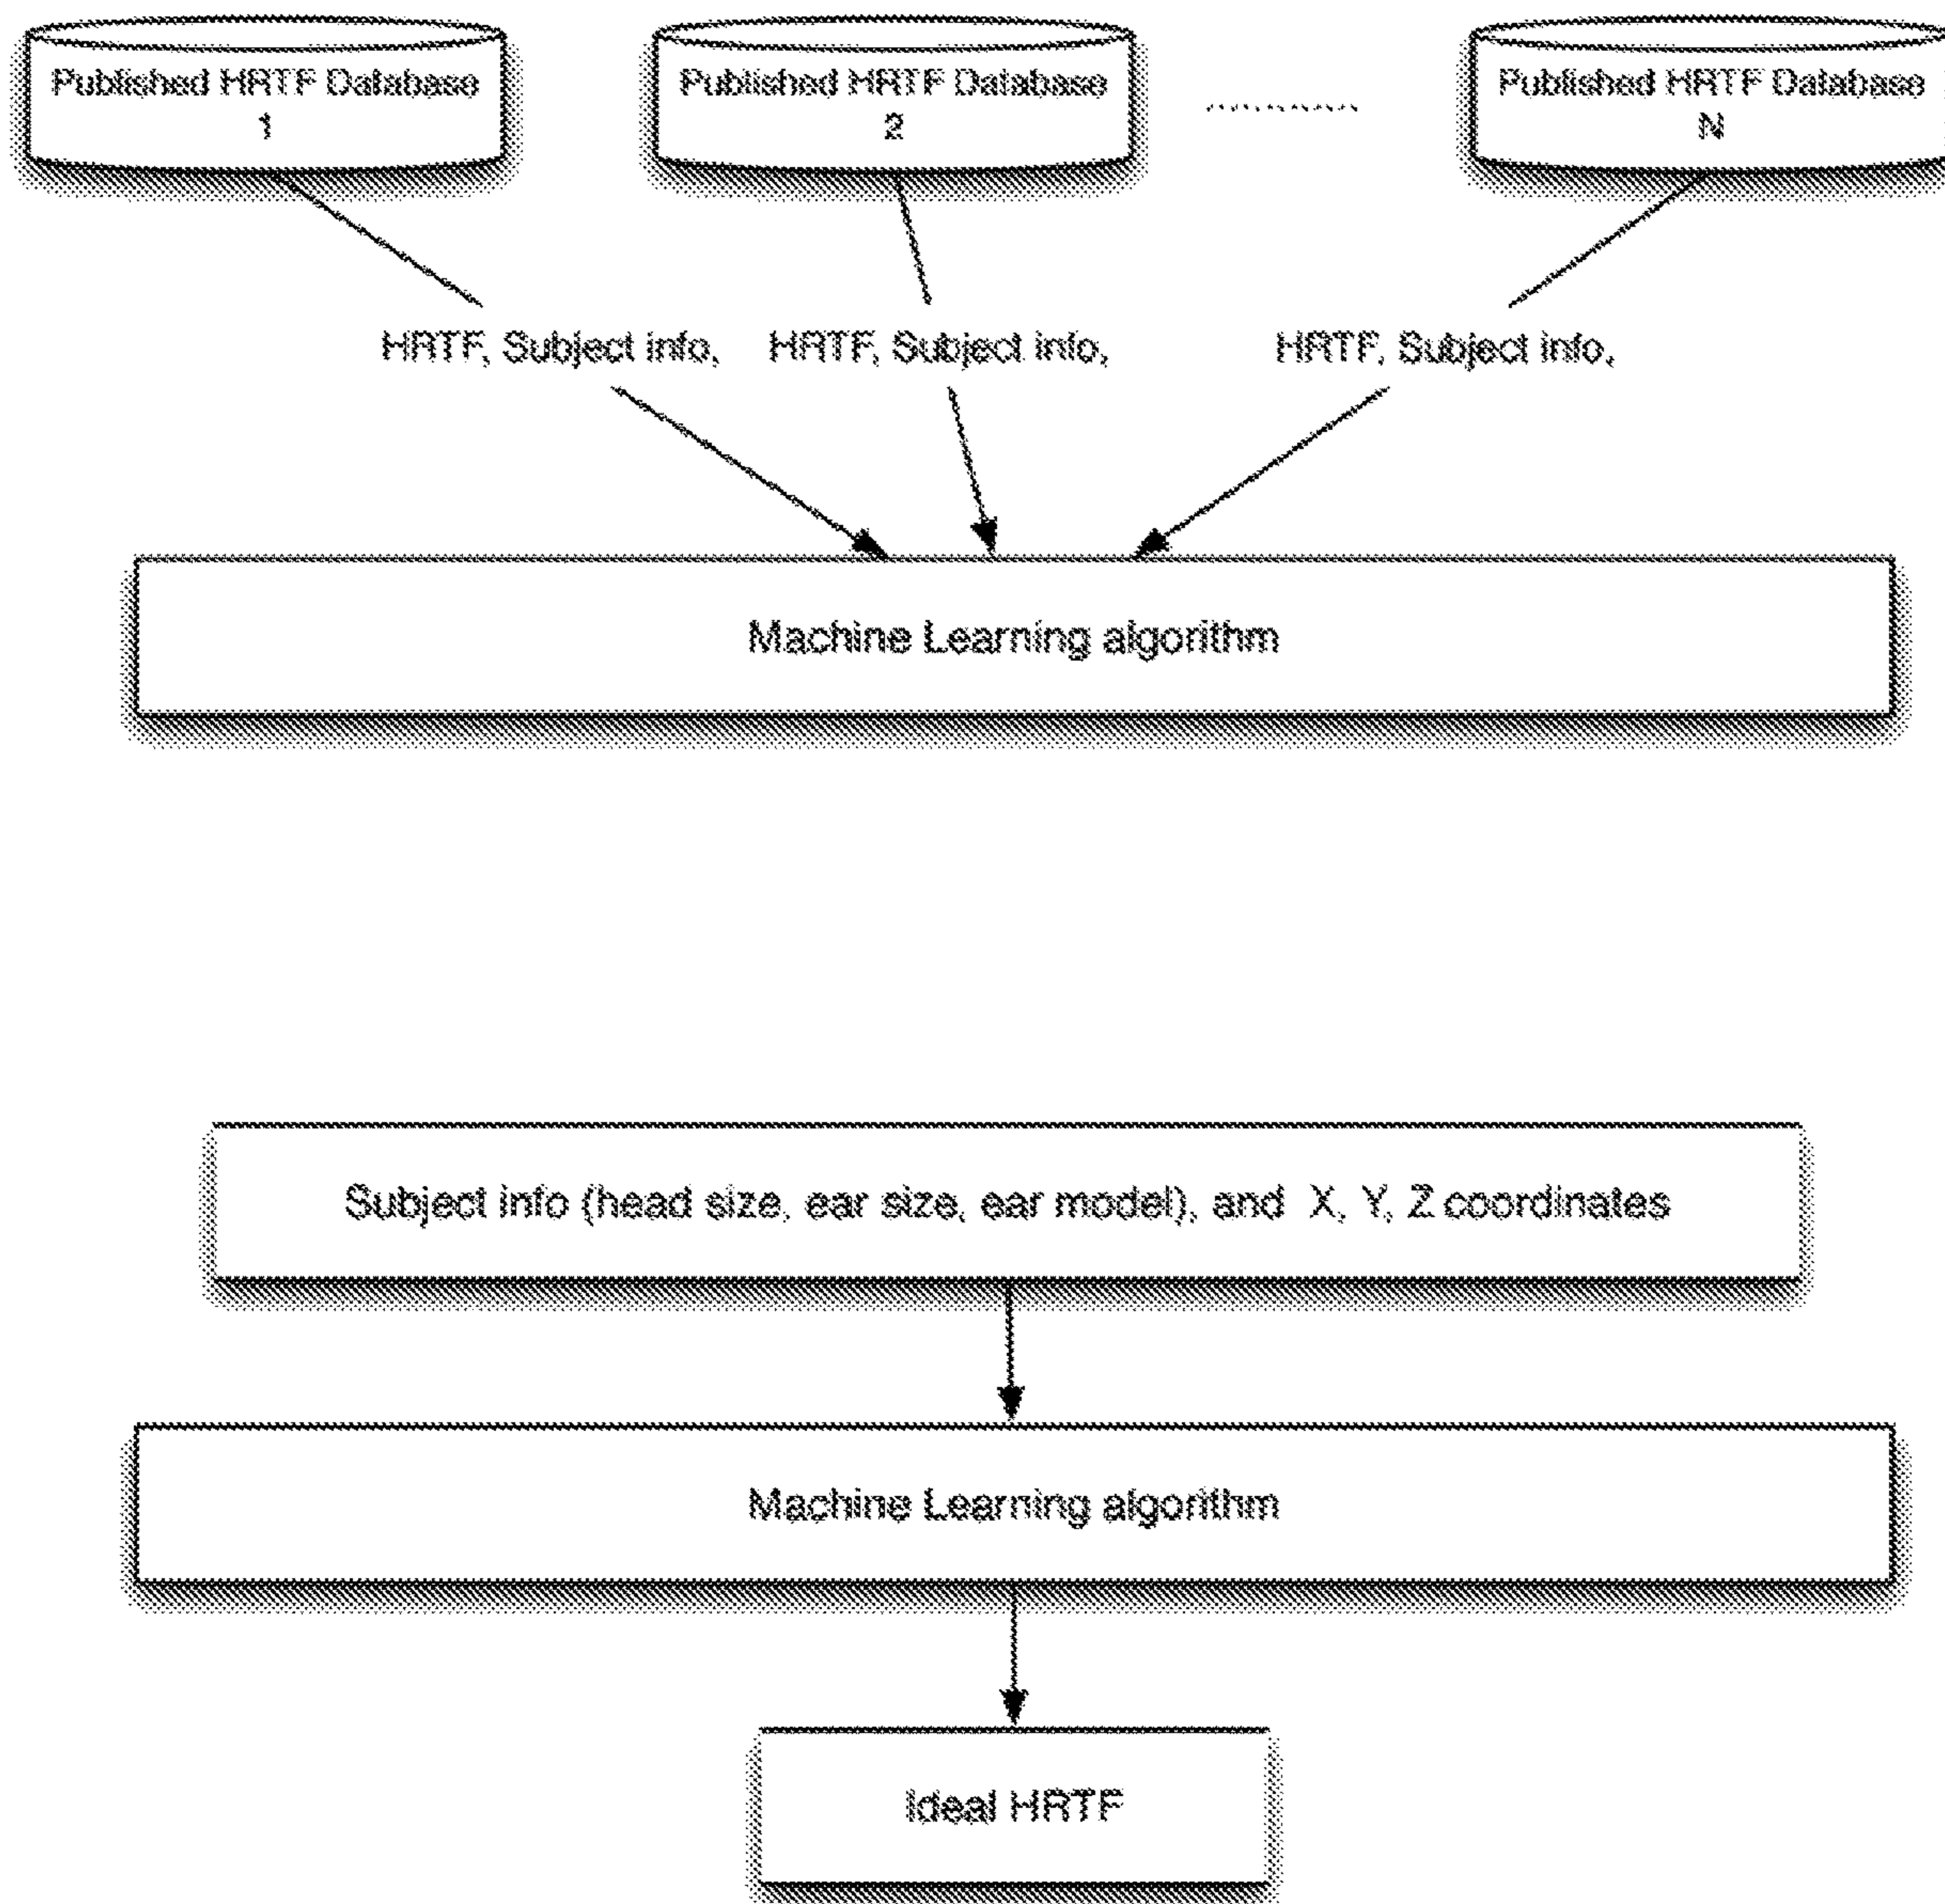 Published HRTF Database
1
Published HRTF Database
2
Published HRTF Database
N
HRTF, Subject info,
HRTF, Subject info,
HRTF, Subject info,
Machine Learning algorithm
Subject info (head size, ear size, ear model), and X, Y, Z coordinates
Machine Learning algorithm
Ideal HRTF